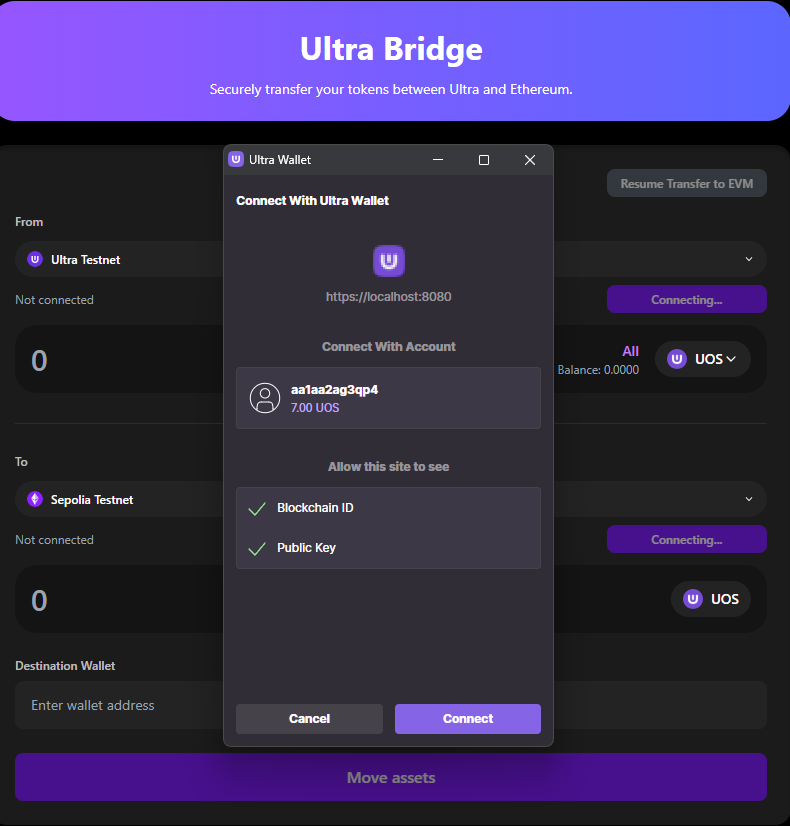 Ultra Bridge
Securely transfer your tokens between Ultra and Ethereum.
Ultra Wallet
Connect With Ultra Wallet
https://localhost:8080
Connect With Account
aa1aa2ag3qp4
7.00 UOS
Allow this site to see
Blockchain ID
Public Key
Cancel
Connect
Resume Transfer to EVM
From
Ultra Testnet
Not connected
Connecting...
0
All
Balance: 0.0000
UOS
To
Sepolia Testnet
Not connected
Connecting...
0
UOS
Destination Wallet
Enter wallet address
Move assets